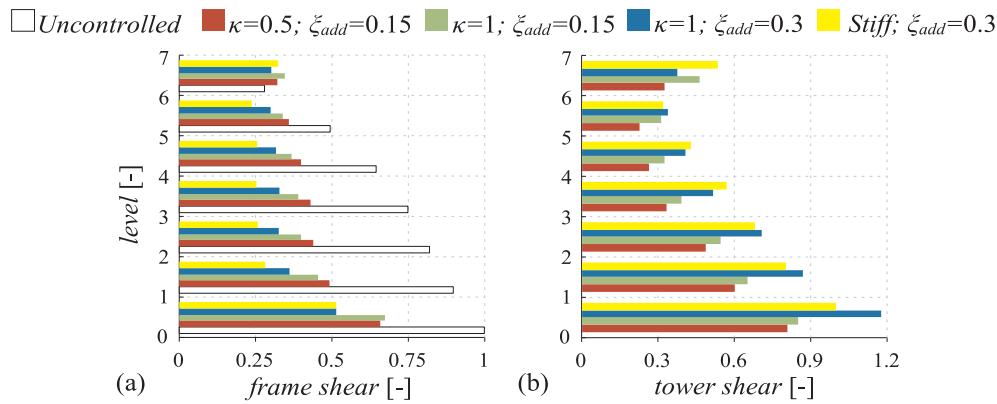 Uncontrolled κ=0.5; ξadd=0.15 κ=1; ξadd=0.15 κ=1; ξadd=0.3 Stiff; ξadd=0.3
level [-]
7
6
5
4
3
2
1
0
0 0.25 0.5 0.75 1
(a) frame shear [-]
7
6
5
4
3
2
1
0
0 0.3 0.6 0.9 1.2
(b) tower shear [-]